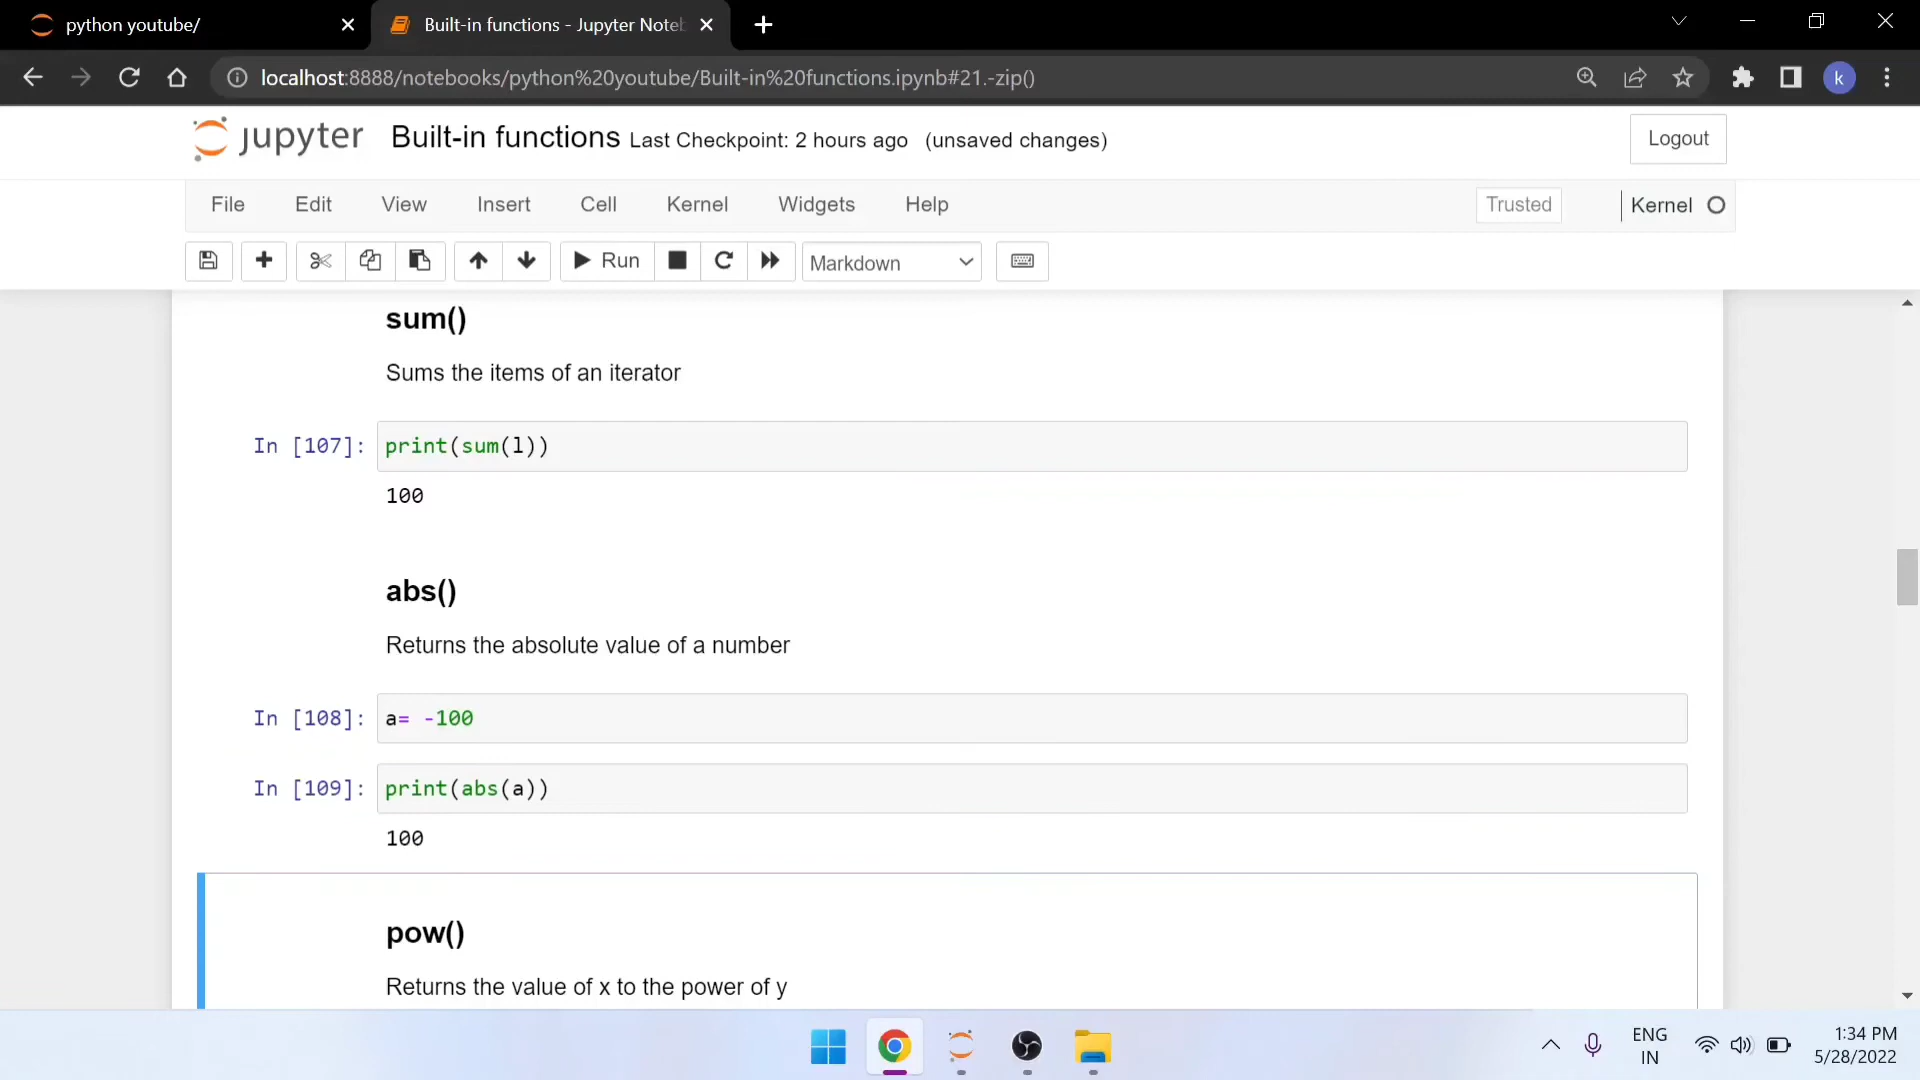 python youtube/
Built-in functions - Jupyter Noteb
localhost:8888/notebooks/python%20youtube/Built-in%20functions.ipynb#21.-zip()
k
jupyter Built-in functions Last Checkpoint: 2 hours ago (unsaved changes)
Logout
File Edit View Insert Cell Kernel Widgets Help
Trusted
Kernel
Run
Markdown
sum()
Sums the items of an iterator
In [107]: print(sum(l))
100
abs()
Returns the absolute value of a number
In [108]: a= -100
In [109]: print(abs(a))
100
pow()
Returns the value of x to the power of y
ENG
IN
1:34 PM
5/28/2022